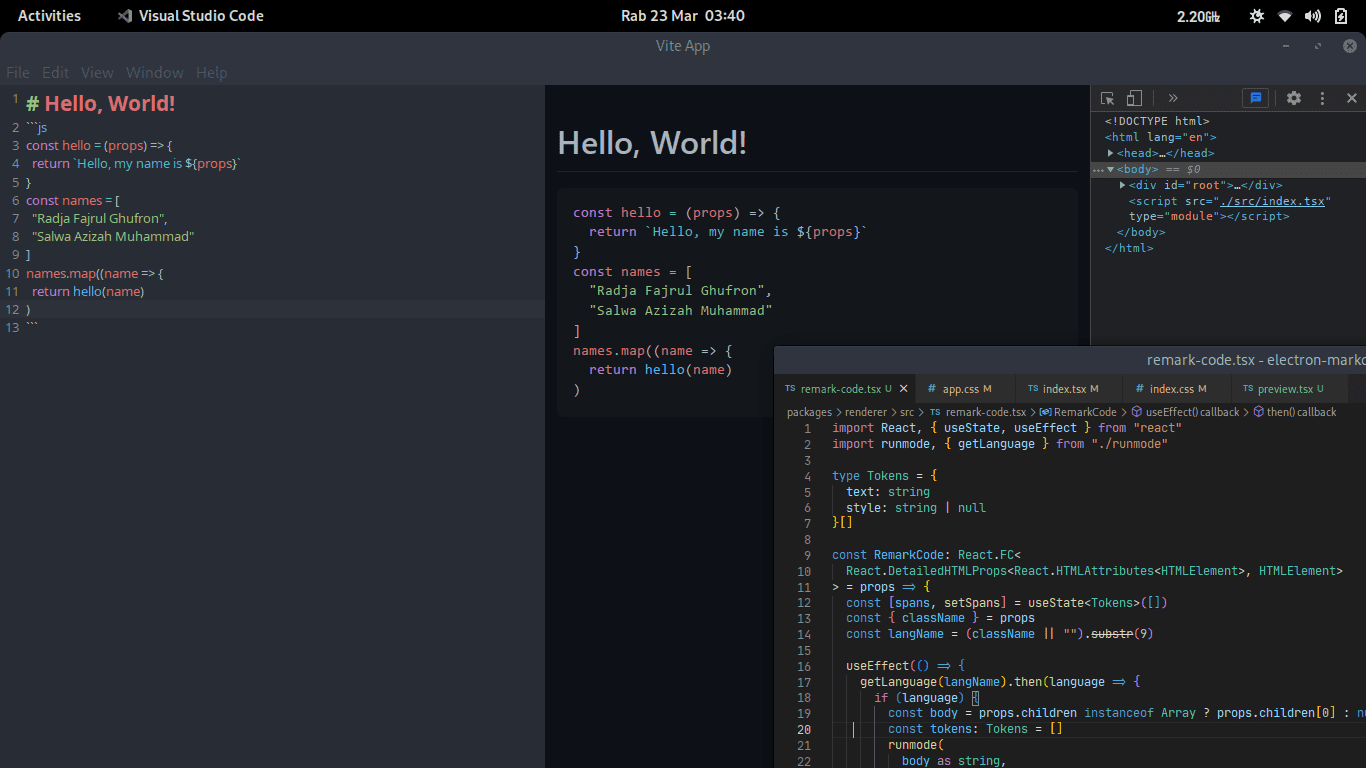 Activities Visual Studio Code Rab 23 Mar 03:40 2.20GHz
Vite App
File Edit View Window Help
1 # Hello, World!
2 ```js
3 const hello = (props) => {
4 return `Hello, my name is ${props}`
5 }
6 const names = [
7 "Radja Fajrul Ghufron",
8 "Salwa Azizah Muhammad"
9 ]
10 names.map((name => {
11 return hello(name)
12 )
13 ```
Hello, World!
const hello = (props) => {
return `Hello, my name is ${props}`
}
const names = [
"Radja Fajrul Ghufron",
"Salwa Azizah Muhammad"
]
names.map((name => {
return hello(name)
)
<!DOCTYPE html>
<html lang="en">
<head>…</head>
<body> == $0
<div id="root">…</div>
<script src="./src/index.tsx"
type="module"></script>
</body>
</html>
remark-code.tsx - electron-mark
TS remark-code.tsx U # app.css M TS index.tsx M # index.css M TS preview.tsx U
packages > renderer > src > TS remark-code.tsx > RemarkCode > useEffect() callback > then() callback
1 import React, { useState, useEffect } from "react"
2 import runmode, { getLanguage } from "./runmode"
3
4 type Tokens = {
5 text: string
6 style: string | null
7 }[]
8
9 const RemarkCode: React.FC<
10 React.DetailedHTMLProps<React.HTMLAttributes<HTMLElement>, HTMLElement>
11 > = props => {
12 const [spans, setSpans] = useState<Tokens>([])
13 const { className } = props
14 const langName = (className || "").substr(9)
15
16 useEffect(() => {
17 getLanguage(langName).then(language => {
18 if (language) {
19 const body = props.children instanceof Array ? props.children[0] : nu
20 const tokens: Tokens = []
21 runmode(
22 body as string,